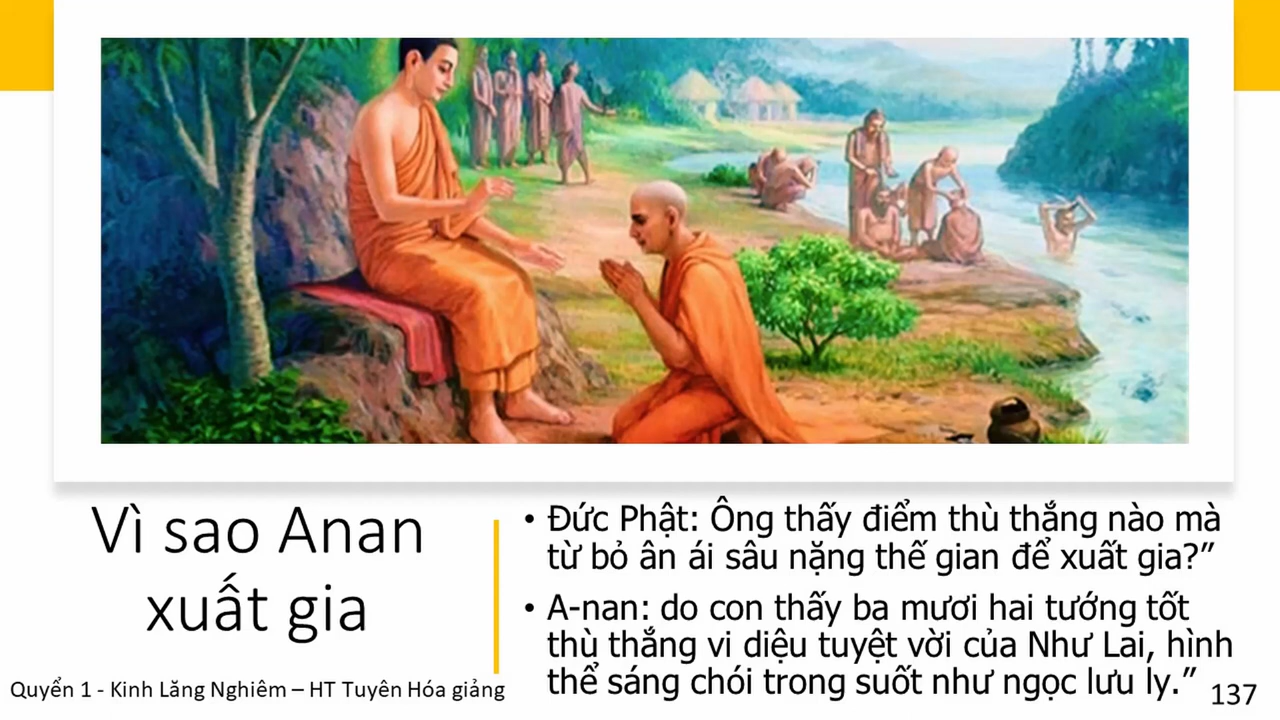 Vì sao Anan
xuất gia
• Đức Phật: Ông thấy điểm thù thắng nào mà
từ bỏ ân ái sâu nặng thế gian để xuất gia?”
• A-nan: do con thấy ba mươi hai tướng tốt
thù thắng vi diệu tuyệt vời của Như Lai, hình
thể sáng chói trong suốt như ngọc lưu ly.”
Quyển 1 - Kinh Lăng Nghiêm – HT Tuyên Hóa giảng
137